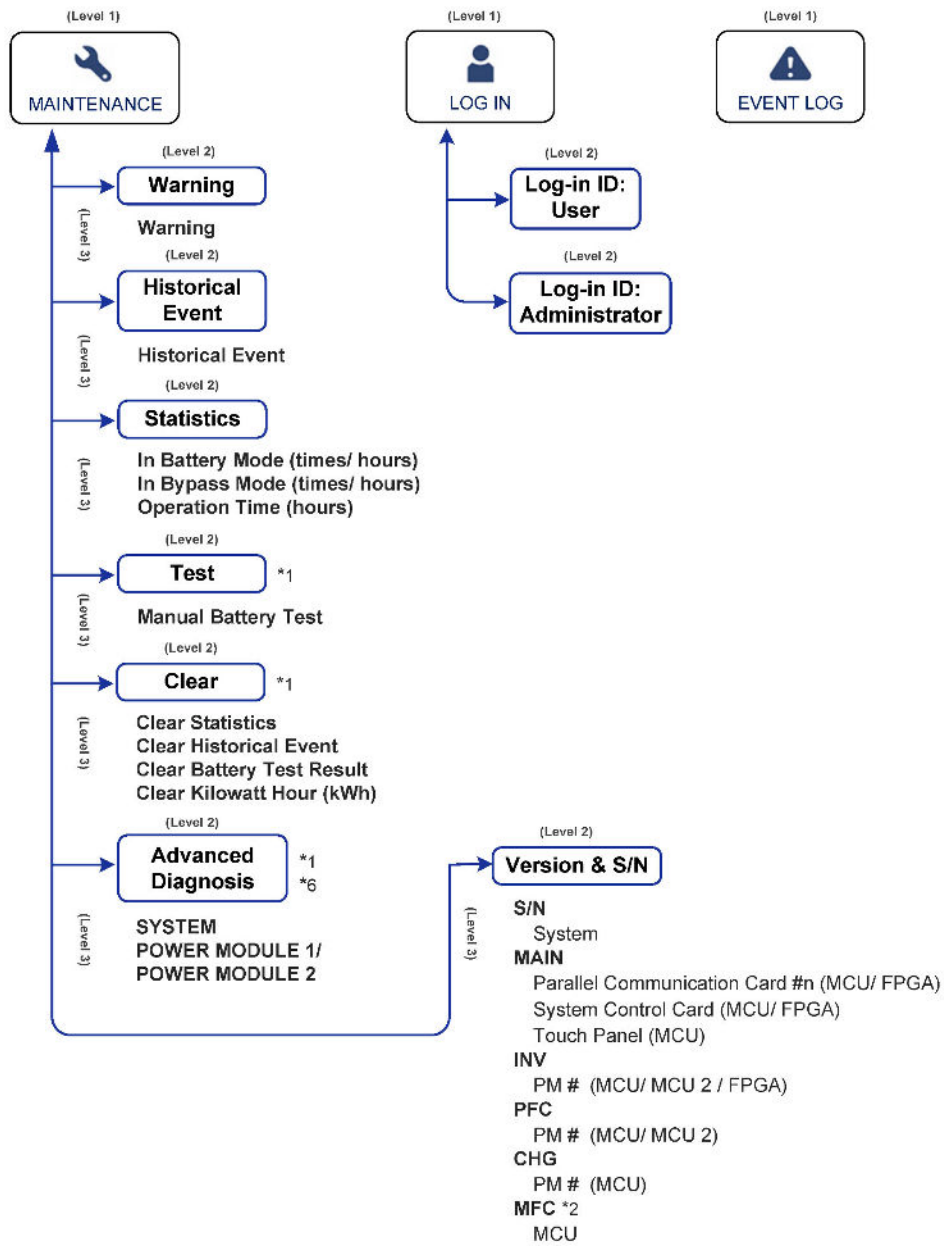 (Level 1)
MAINTENANCE
(Level 2)
Warning
(Level 3)
Warning
(Level 2)
Historical
Event
(Level 3)
Historical Event
(Level 2)
Statistics
(Level 3)
In Battery Mode (times/ hours)
In Bypass Mode (times/ hours)
Operation Time (hours)
(Level 2)
Test *1
(Level 3)
Manual Battery Test
(Level 2)
Clear *1
(Level 3)
Clear Statistics
Clear Historical Event
Clear Battery Test Result
Clear Kilowatt Hour (kWh)
(Level 2)
Advanced *1
Diagnosis *6
(Level 3)
SYSTEM
POWER MODULE 1/
POWER MODULE 2
(Level 1)
LOG IN
(Level 2)
Log-in ID:
User
(Level 2)
Log-in ID:
Administrator
(Level 1)
EVENT LOG
(Level 2)
Version & S/N
(Level 3)
S/N
System
MAIN
Parallel Communication Card #n (MCU/ FPGA)
System Control Card (MCU/ FPGA)
Touch Panel (MCU)
INV
PM # (MCU/ MCU 2 / FPGA)
PFC
PM # (MCU/ MCU 2)
CHG
PM # (MCU)
MFC *2
MCU